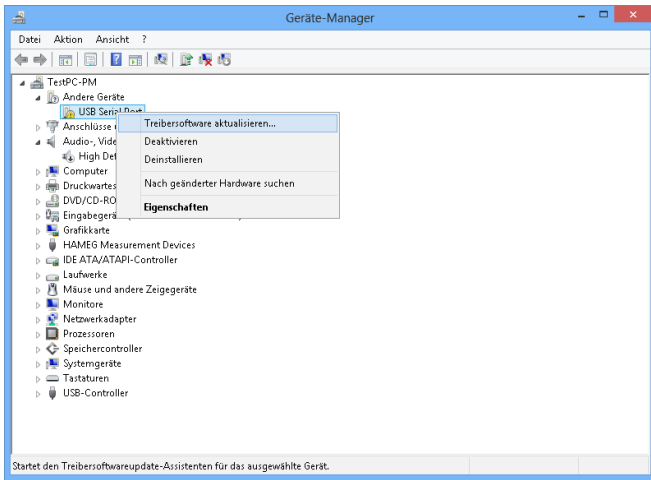 Geräte-Manager
Datei Aktion Ansicht ?
TestPC-PM
Andere Geräte
USB Serial Port
Treibersoftware aktualisieren...
Anschlüsse
Deaktivieren
Audio-, Vide
High Def
Deinstallieren
Computer
Nach geänderter Hardware suchen
Druckwartes
DVD/CD-RO
Eigenschaften
Eingabegerä
Grafikkarte
HAMEG Measurement Devices
IDE ATA/ATAPI-Controller
Laufwerke
Mäuse und andere Zeigegeräte
Monitore
Netzwerkadapter
Prozessoren
Speichercontroller
Systemgeräte
Tastaturen
USB-Controller
Startet den Treibersoftwareupdate-Assistenten für das ausgewählte Gerät.